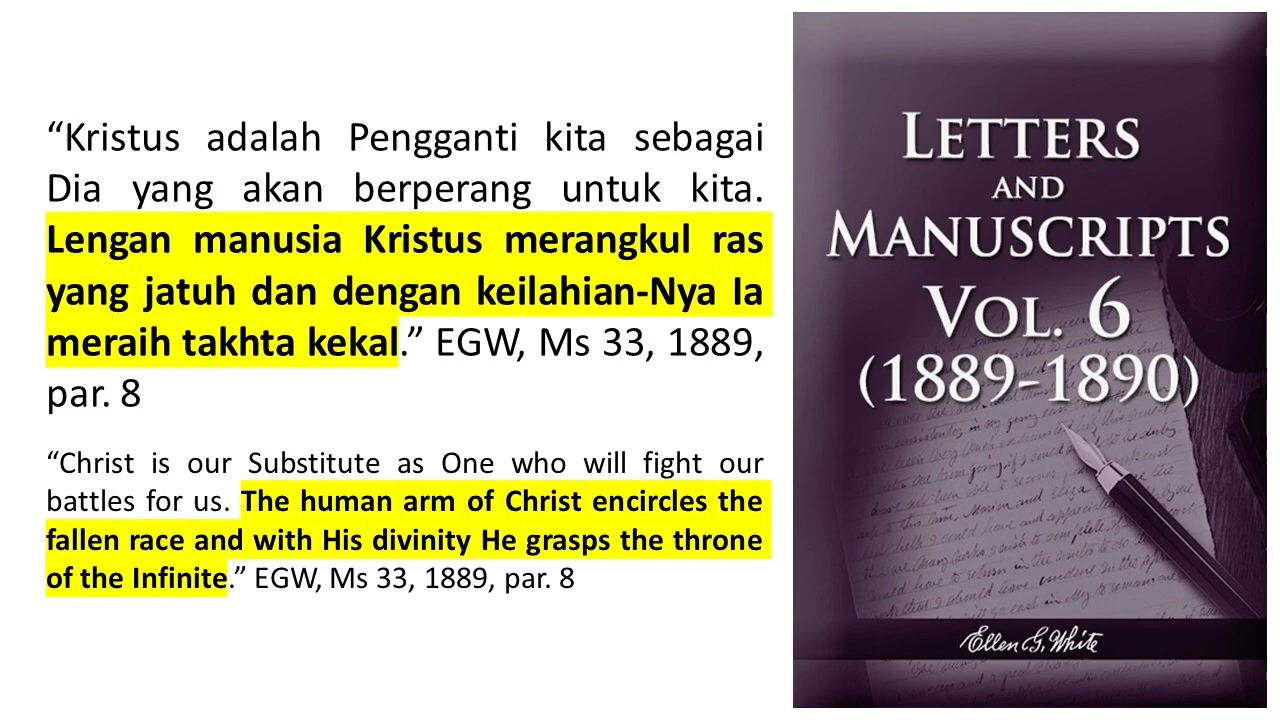 “Kristus adalah Pengganti kita sebagai
Dia yang akan berperang untuk kita.
Lengan manusia Kristus merangkul ras
yang jatuh dan dengan keilahian-Nya Ia
meraih takhta kekal.” EGW, Ms 33, 1889,
par. 8
“Christ is our Substitute as One who will fight our
battles for us. The human arm of Christ encircles the
fallen race and with His divinity He grasps the throne
of the Infinite.” EGW, Ms 33, 1889, par. 8
LETTERS
AND
MANUSCRIPTS
VOL. 6
(1889-1890)
Ellen G. White